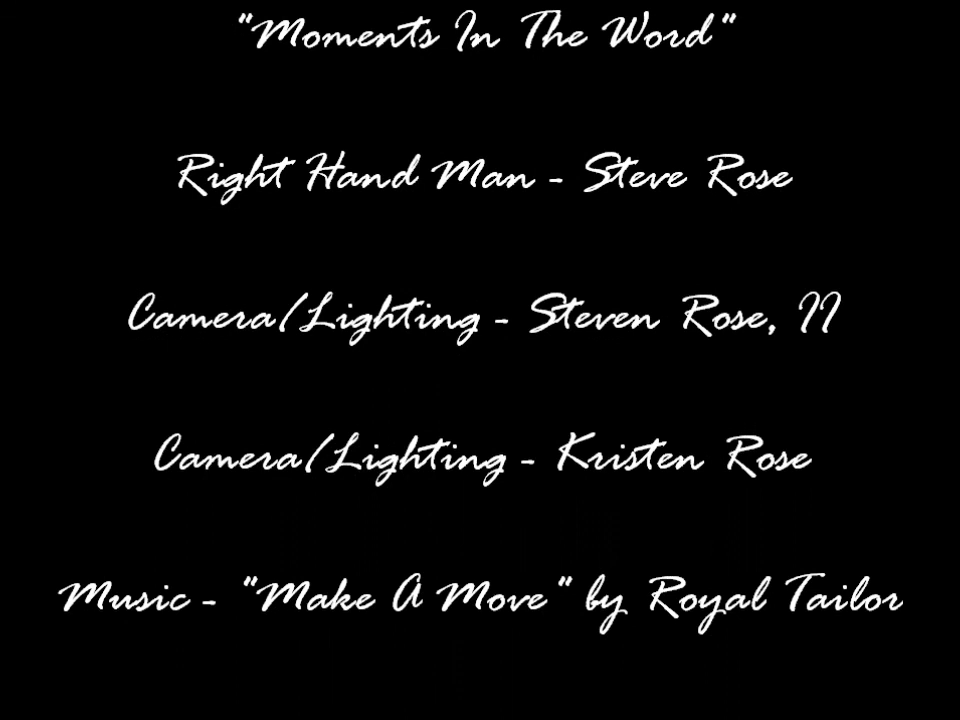 "Moments In The Word"
Right Hand Man - Steve Rose
Camera/Lighting - Steven Rose, II
Camera/Lighting - Kristen Rose
Music - "Make A Move" by Royal Tailor